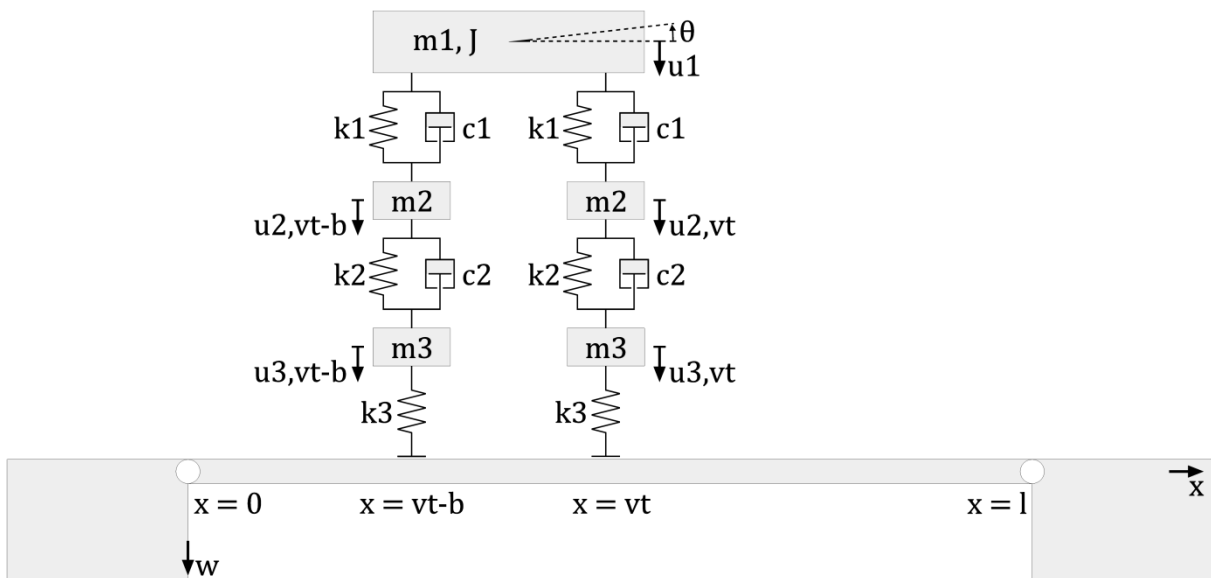 m1, J
θ
u1
k1 c1 k1 c1
m2 m2
u2,vt-b u2,vt
k2 c2 k2 c2
m3 m3
u3,vt-b u3,vt
k3 k3
x
x = 0 x = vt-b x = vt x = l
w